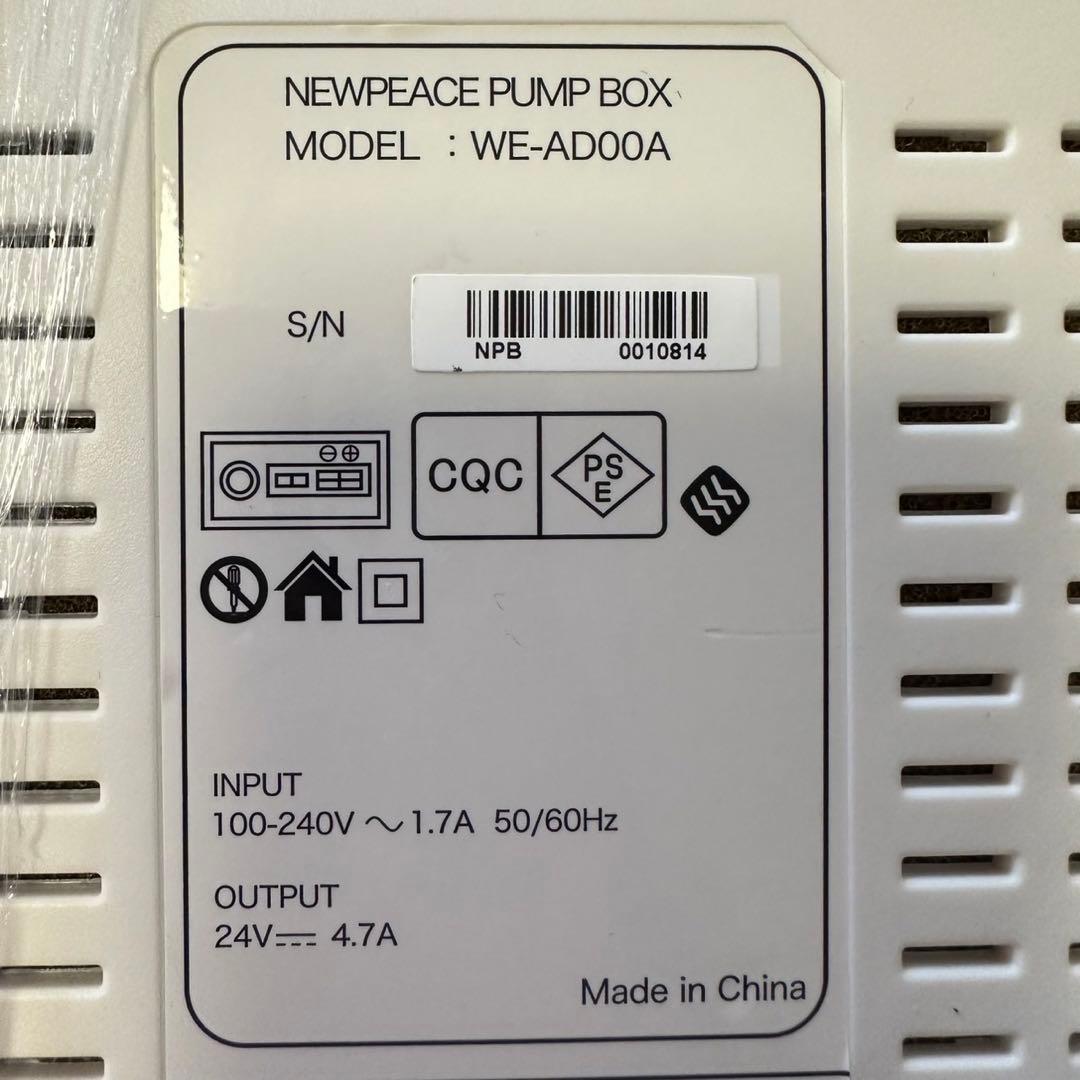 NEWPEACE PUMP BOX
MODEL : WE-AD00A
S/N
NPB 0010814
CQC
PS
E
INPUT
100-240V ～ 1.7A 50/60Hz
OUTPUT
24V⎓ 4.7A
Made in China